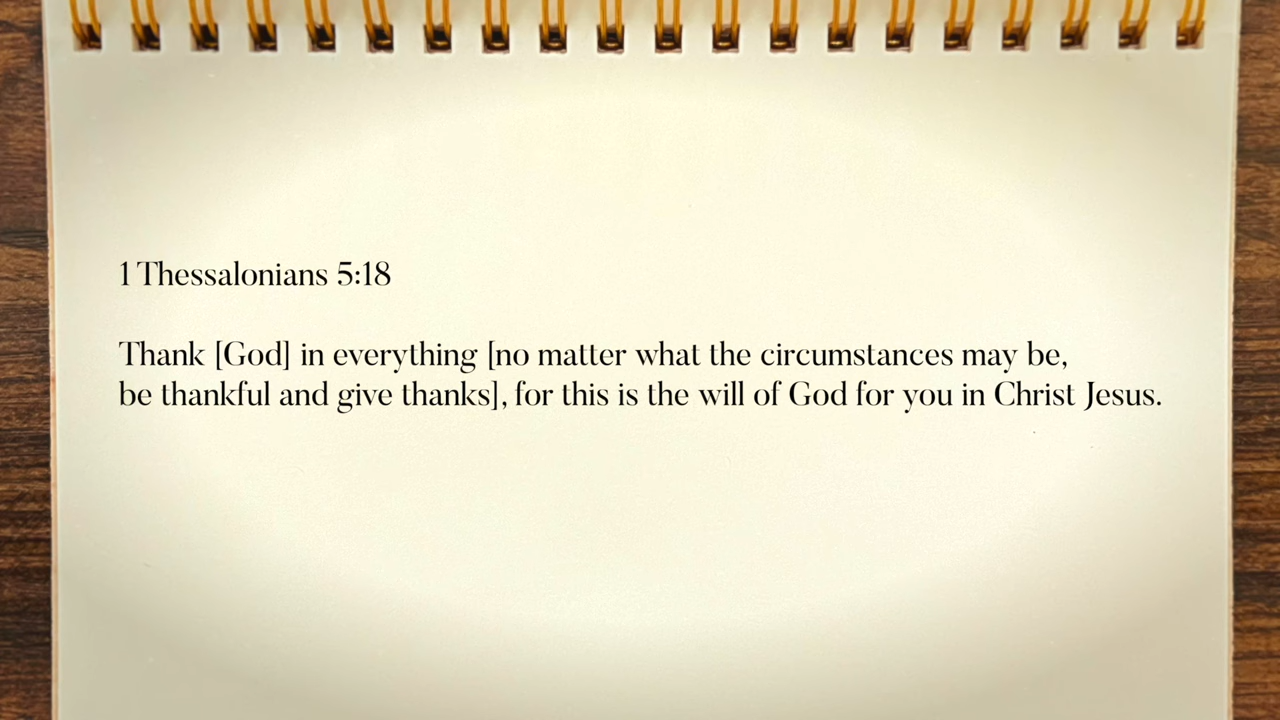 1 Thessalonians 5:18
Thank [God] in everything [no matter what the circumstances may be,
be thankful and give thanks], for this is the will of God for you in Christ Jesus.